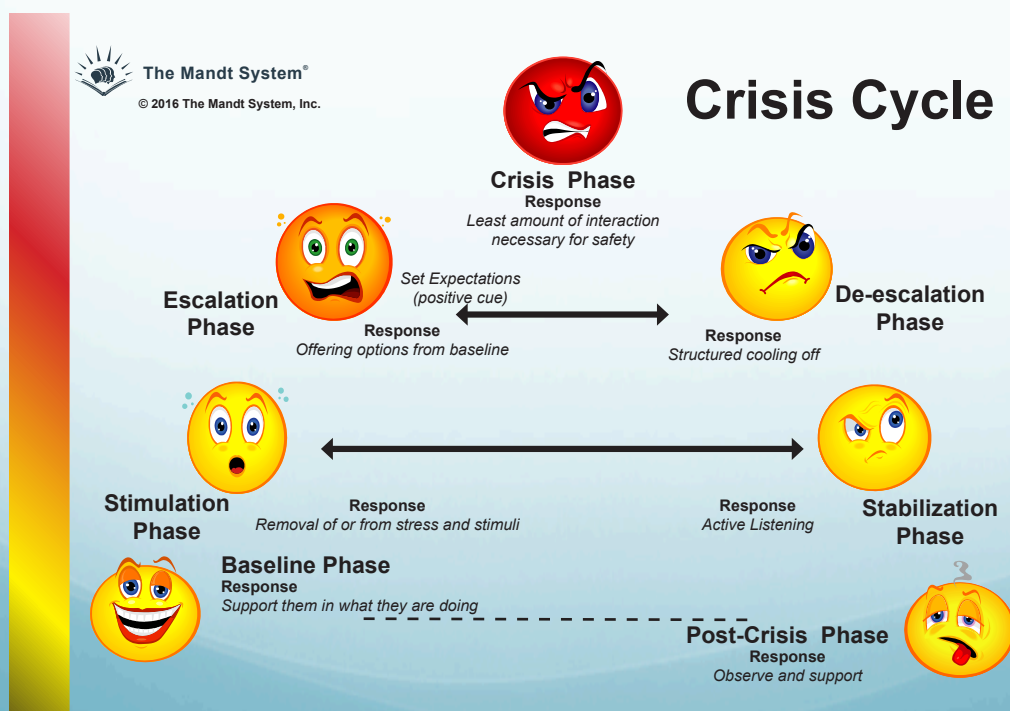 The Mandt System®
© 2016 The Mandt System, Inc.
Crisis Cycle
Crisis Phase
Response
Least amount of interaction
necessary for safety
Escalation
Phase
Set Expectations
(positive cue)
Response
Offering options from baseline
De-escalation
Phase
Response
Structured cooling off
Stimulation
Phase
Response
Removal of or from stress and stimuli
Response
Active Listening
Stabilization
Phase
Baseline Phase
Response
Support them in what they are doing
Post-Crisis Phase
Response
Observe and support